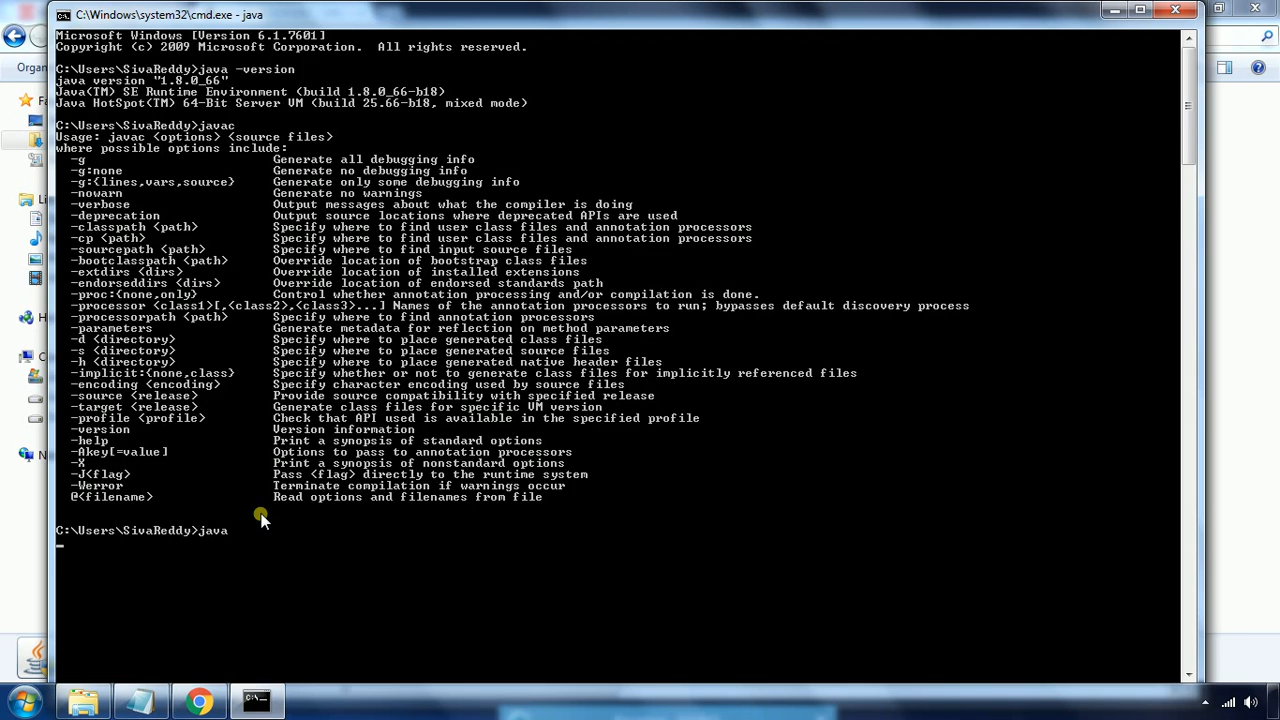 C:\Windows\system32\cmd.exe - java
Microsoft Windows [Version 6.1.7601]
Copyright (c) 2009 Microsoft Corporation.  All rights reserved.
C:\Users\SivaReddy>java -version
java version "1.8.0_66"
Java(TM) SE Runtime Environment (build 1.8.0_66-b18)
Java HotSpot(TM) 64-Bit Server VM (build 25.66-b18, mixed mode)
C:\Users\SivaReddy>javac
Usage: javac <options> <source files>
where possible options include:
-g Generate all debugging info
-g:none Generate no debugging info
-g:{lines,vars,source} Generate only some debugging info
-nowarn Generate no warnings
-verbose Output messages about what the compiler is doing
-deprecation Output source locations where deprecated APIs are used
-classpath <path> Specify where to find user class files and annotation processors
-cp <path> Specify where to find user class files and annotation processors
-sourcepath <path> Specify where to find input source files
-bootclasspath <path> Override location of bootstrap class files
-extdirs <dirs> Override location of installed extensions
-endorseddirs <dirs> Override location of endorsed standards path
-proc:{none,only} Control whether annotation processing and/or compilation is done.
-processor <class1>[,<class2>,<class3>...] Names of the annotation processors to run; bypasses default discovery process
-processorpath <path> Specify where to find annotation processors
-parameters Generate metadata for reflection on method parameters
-d <directory> Specify where to place generated class files
-s <directory> Specify where to place generated source files
-h <directory> Specify where to place generated native header files
-implicit:{none,class} Specify whether or not to generate class files for implicitly referenced files
-encoding <encoding> Specify character encoding used by source files
-source <release> Provide source compatibility with specified release
-target <release> Generate class files for specific VM version
-profile <profile> Check that API used is available in the specified profile
-version Version information
-help Print a synopsis of standard options
-Akey[=value] Options to pass to annotation processors
-X Print a synopsis of nonstandard options
-J<flag> Pass <flag> directly to the runtime system
-Werror Terminate compilation if warnings occur
@<filename> Read options and filenames from file
C:\Users\SivaReddy>java
Organ
Fa
Li
H
C
N